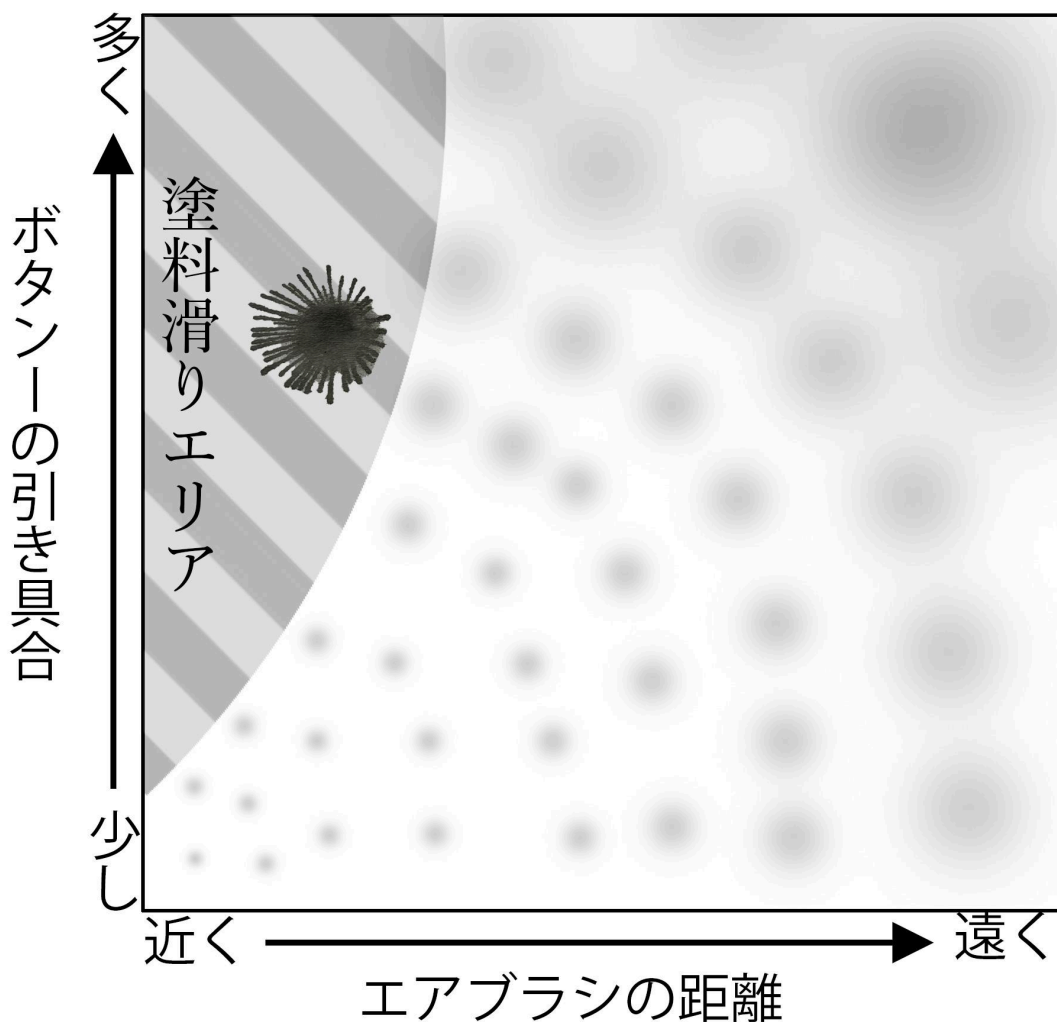 多く
ボタンーの引き具合
少し
塗料滑りエリア
近く
遠く
エアブラシの距離